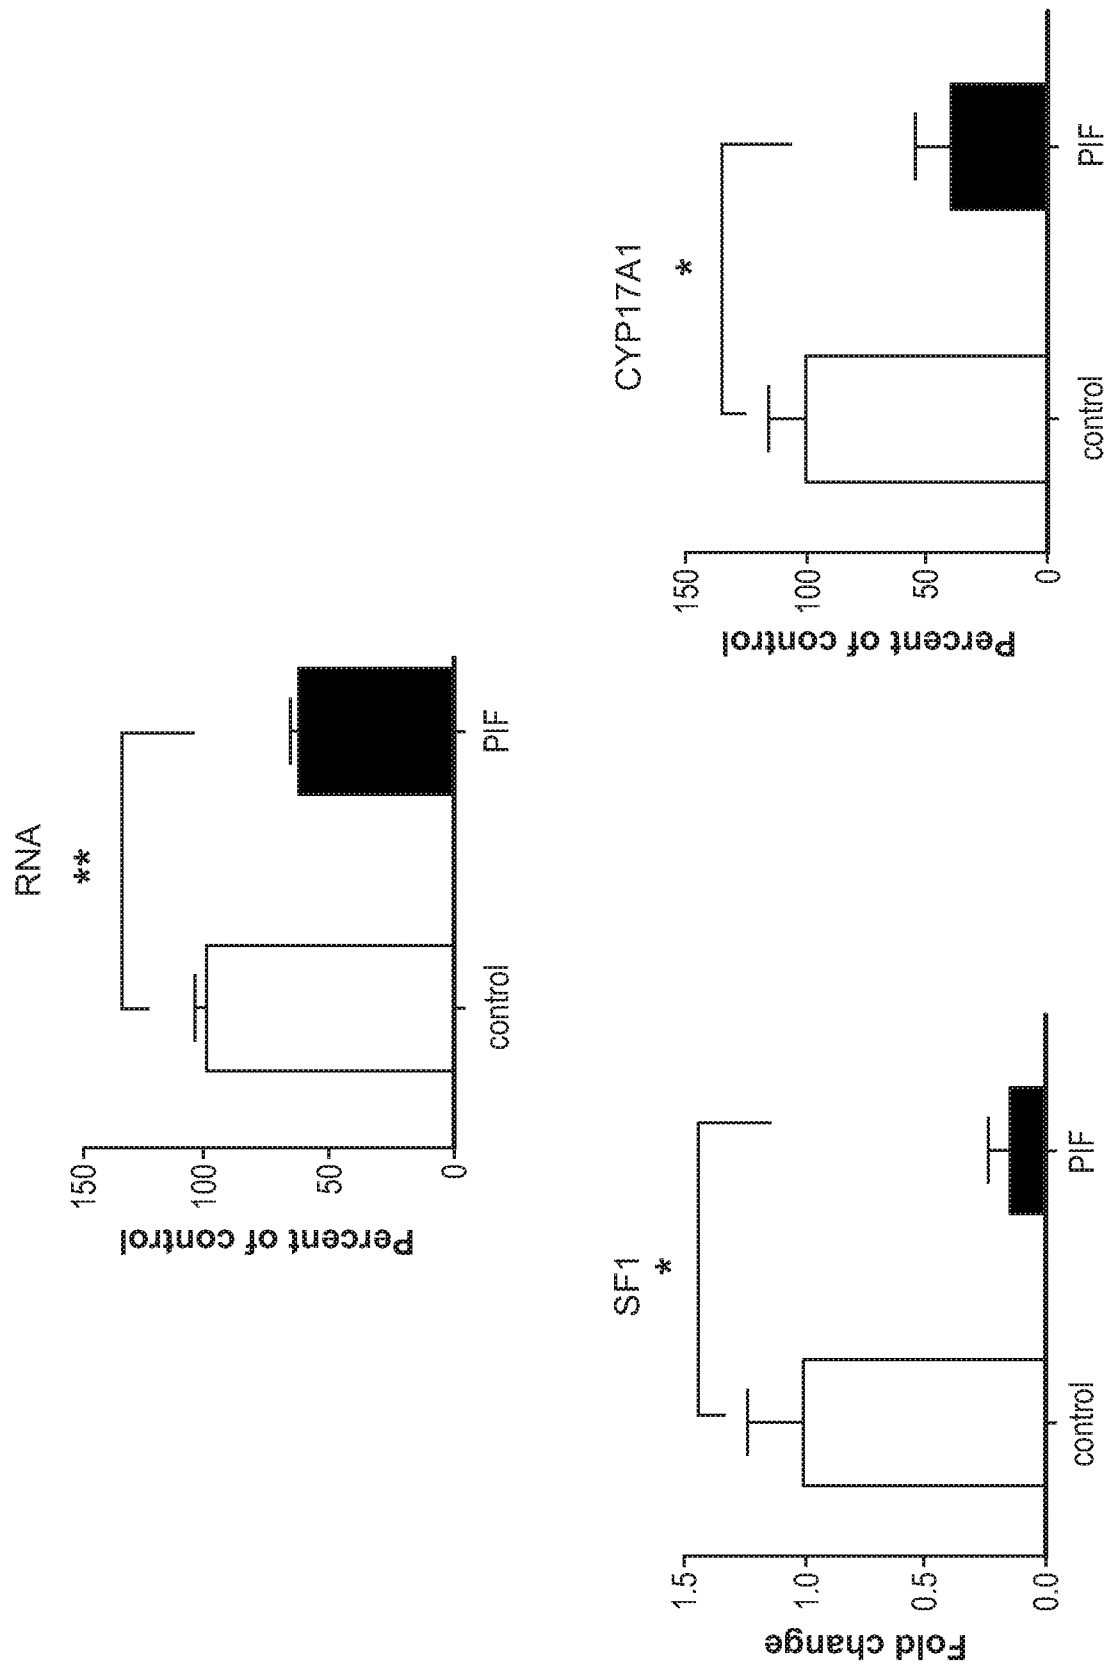 RNA
**
Percent of control
150
100
50
0
control
PIF
SF1
*
Fold change
1.5
1.0
0.5
0.0
control
PIF
CYP17A1
*
Percent of control
150
100
50
0
control
PIF